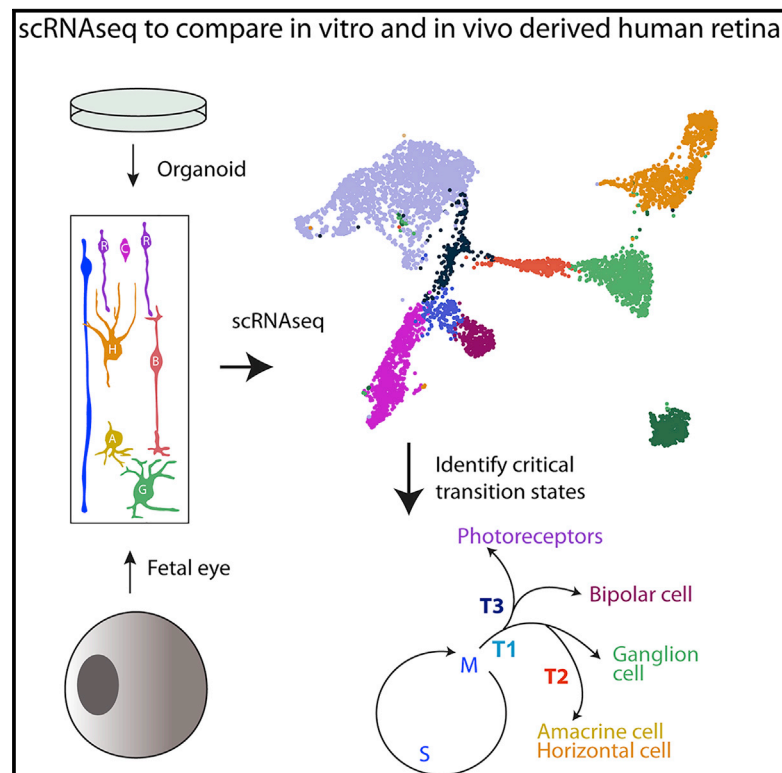 scRNAseq to compare in vitro and in vivo derived human retina
Organoid
R
C
R
H
B
A
G
scRNAseq
Fetal eye
Identify critical
transition states
Photoreceptors
T3
Bipolar cell
T1
M
Ganglion
cell
T2
Amacrine cell
Horizontal cell
S